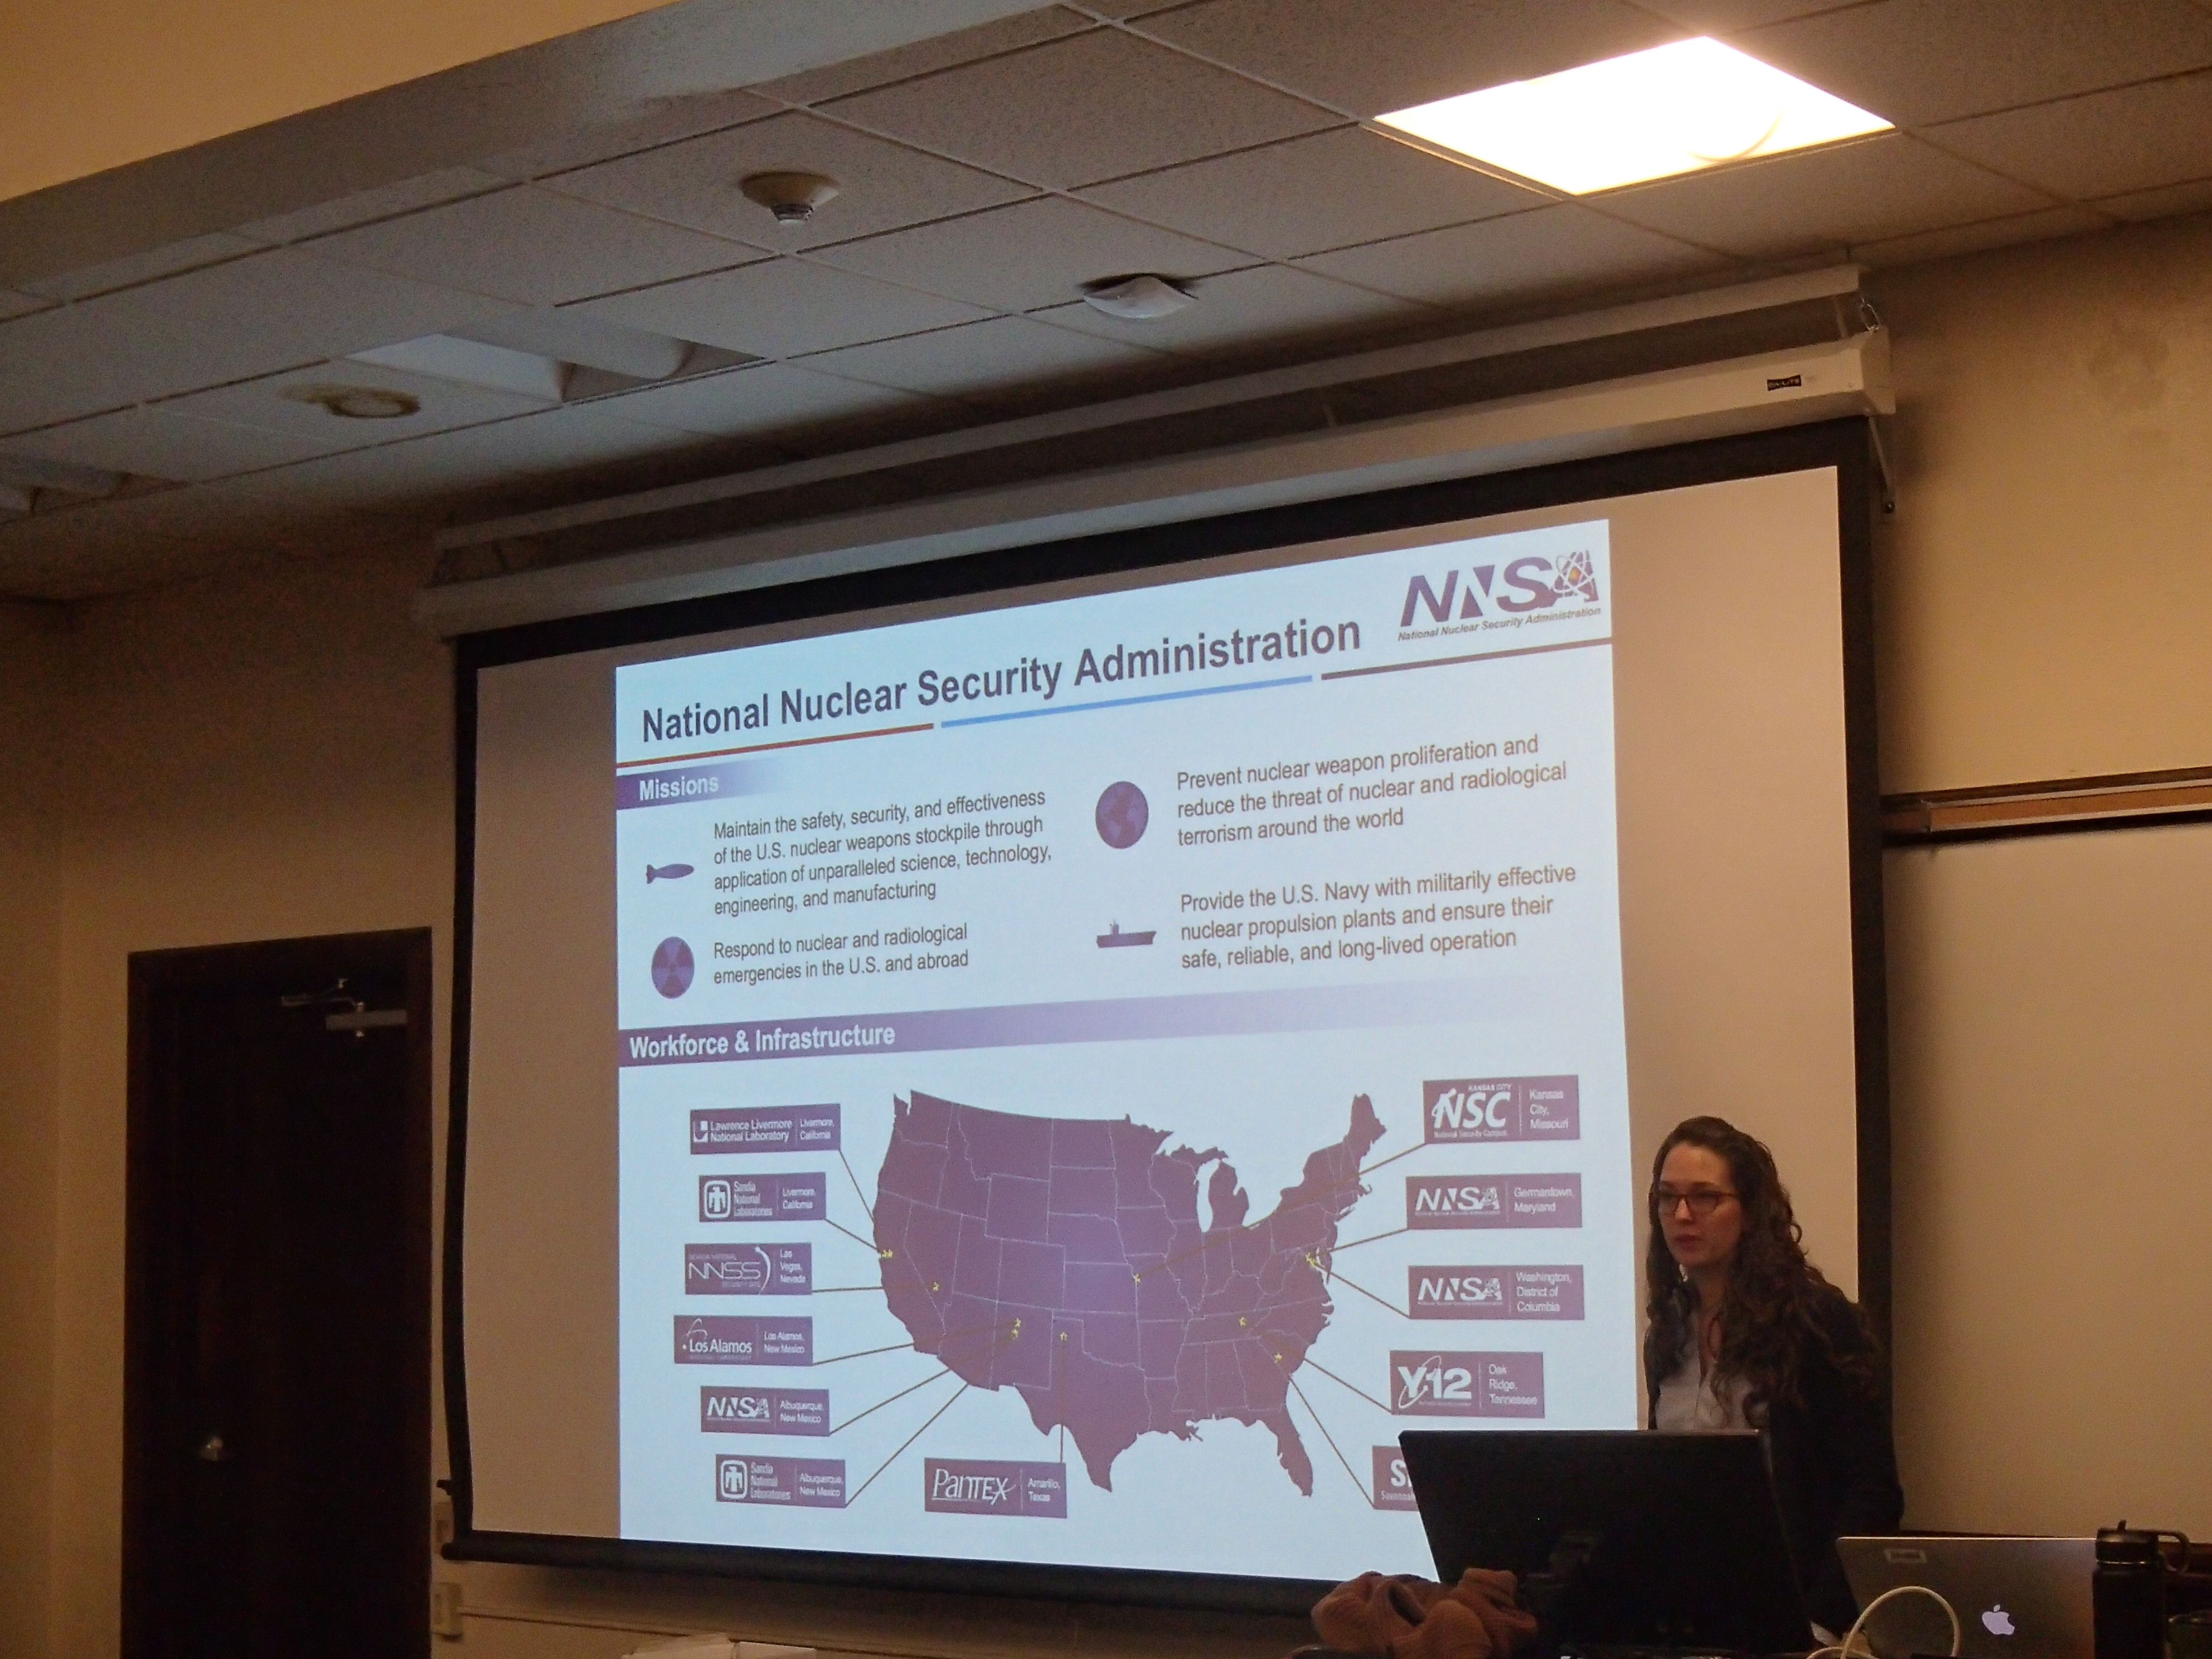 DA-LITE
NNSA
National Nuclear Security Administration
National Nuclear Security Administration
Missions
Maintain the safety, security, and effectiveness
of the U.S. nuclear weapons stockpile through
application of unparalleled science, technology,
engineering, and manufacturing
Respond to nuclear and radiological
emergencies in the U.S. and abroad
Prevent nuclear weapon proliferation and
reduce the threat of nuclear and radiological
terrorism around the world
Provide the U.S. Navy with militarily effective
nuclear propulsion plants and ensure their
safe, reliable, and long-lived operation
Workforce & Infrastructure
Lawrence Livermore
National Laboratory
Livermore,
California
Sandia
National
Laboratories
Livermore,
California
NNSS
Las
Vegas,
Nevada
Los Alamos
Los Alamos,
New Mexico
NNSA
Albuquerque,
New Mexico
Sandia
National
Laboratories
Albuquerque,
New Mexico
PanTEX
Amarillo,
Texas
KANSAS CITY
NSC
National Security Campus
Kansas
City,
Missouri
NNSA
Germantown,
Maryland
NNSA
Washington,
District of
Columbia
Y-12
Oak
Ridge,
Tennessee
S
Savannah